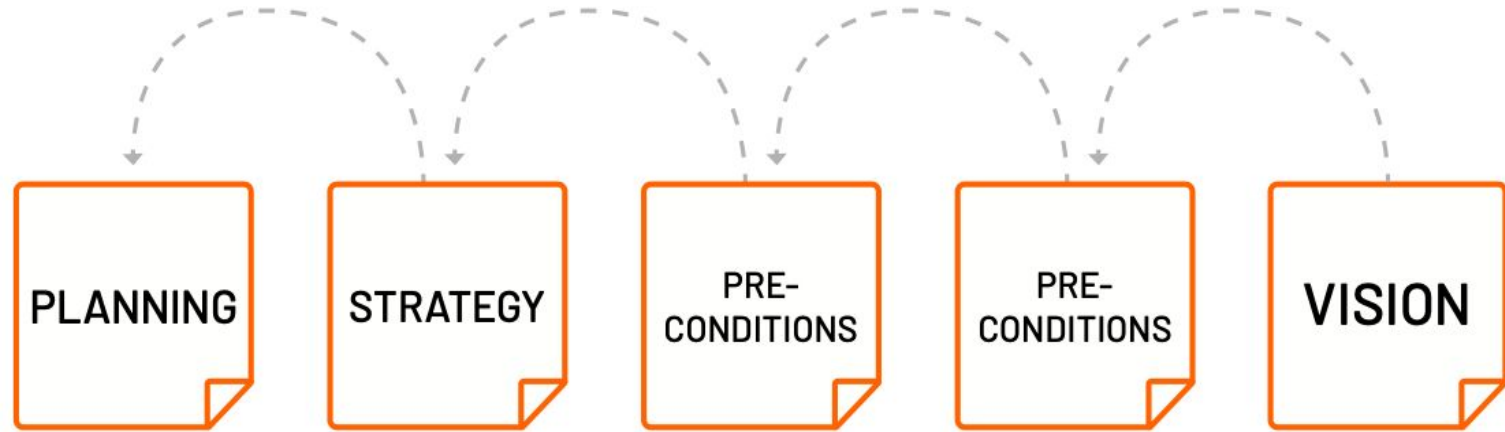 PLANNING
STRATEGY
PRE-
CONDITIONS
PRE-
CONDITIONS
VISION